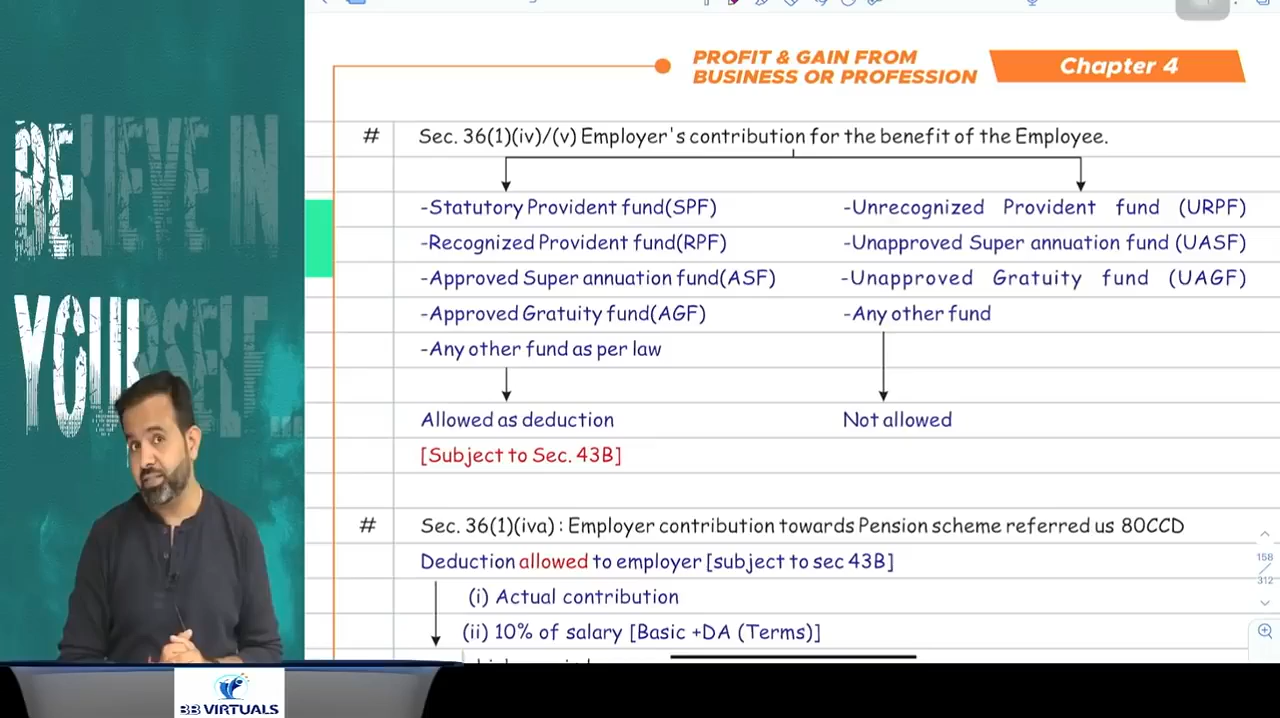 BELIEVE IN
YOURSELF...
PROFIT & GAIN FROM
BUSINESS OR PROFESSION
Chapter 4
# Sec. 36(1)(iv)/(v) Employer's contribution for the benefit of the Employee.
-Statutory Provident fund(SPF)
-Recognized Provident fund(RPF)
-Approved Super annuation fund(ASF)
-Approved Gratuity fund(AGF)
-Any other fund as per law
Allowed as deduction
[Subject to Sec. 43B]
-Unrecognized Provident fund (URPF)
-Unapproved Super annuation fund (UASF)
-Unapproved Gratuity fund (UAGF)
-Any other fund
Not allowed
# Sec. 36(1)(iva) : Employer contribution towards Pension scheme referred us 80CCD
Deduction allowed to employer [subject to sec 43B]
(i) Actual contribution
(ii) 10% of salary [Basic +DA (Terms)]
158
312
BB VIRTUALS